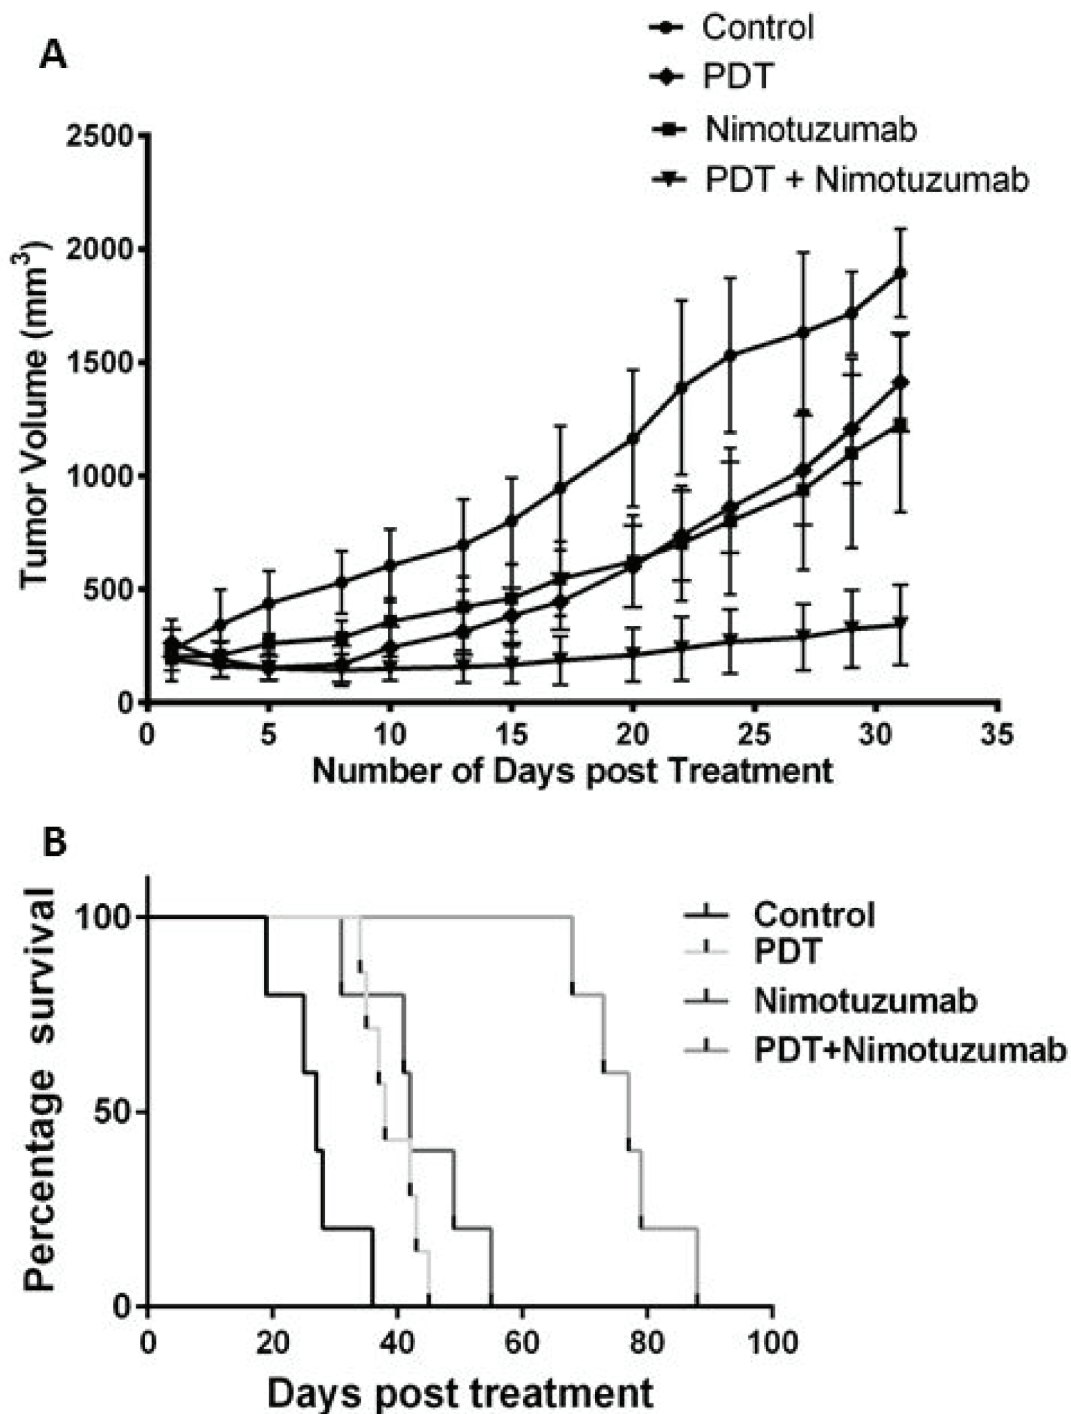 A
Control
PDT
Nimotuzumab
PDT + Nimotuzumab
2500
2000
1500
1000
500
0
Tumor Volume (mm³)
0 5 10 15 20 25 30 35
Number of Days post Treatment
B
Control
PDT
Nimotuzumab
PDT+Nimotuzumab
100
50
0
Percentage survival
0 20 40 60 80 100
Days post treatment